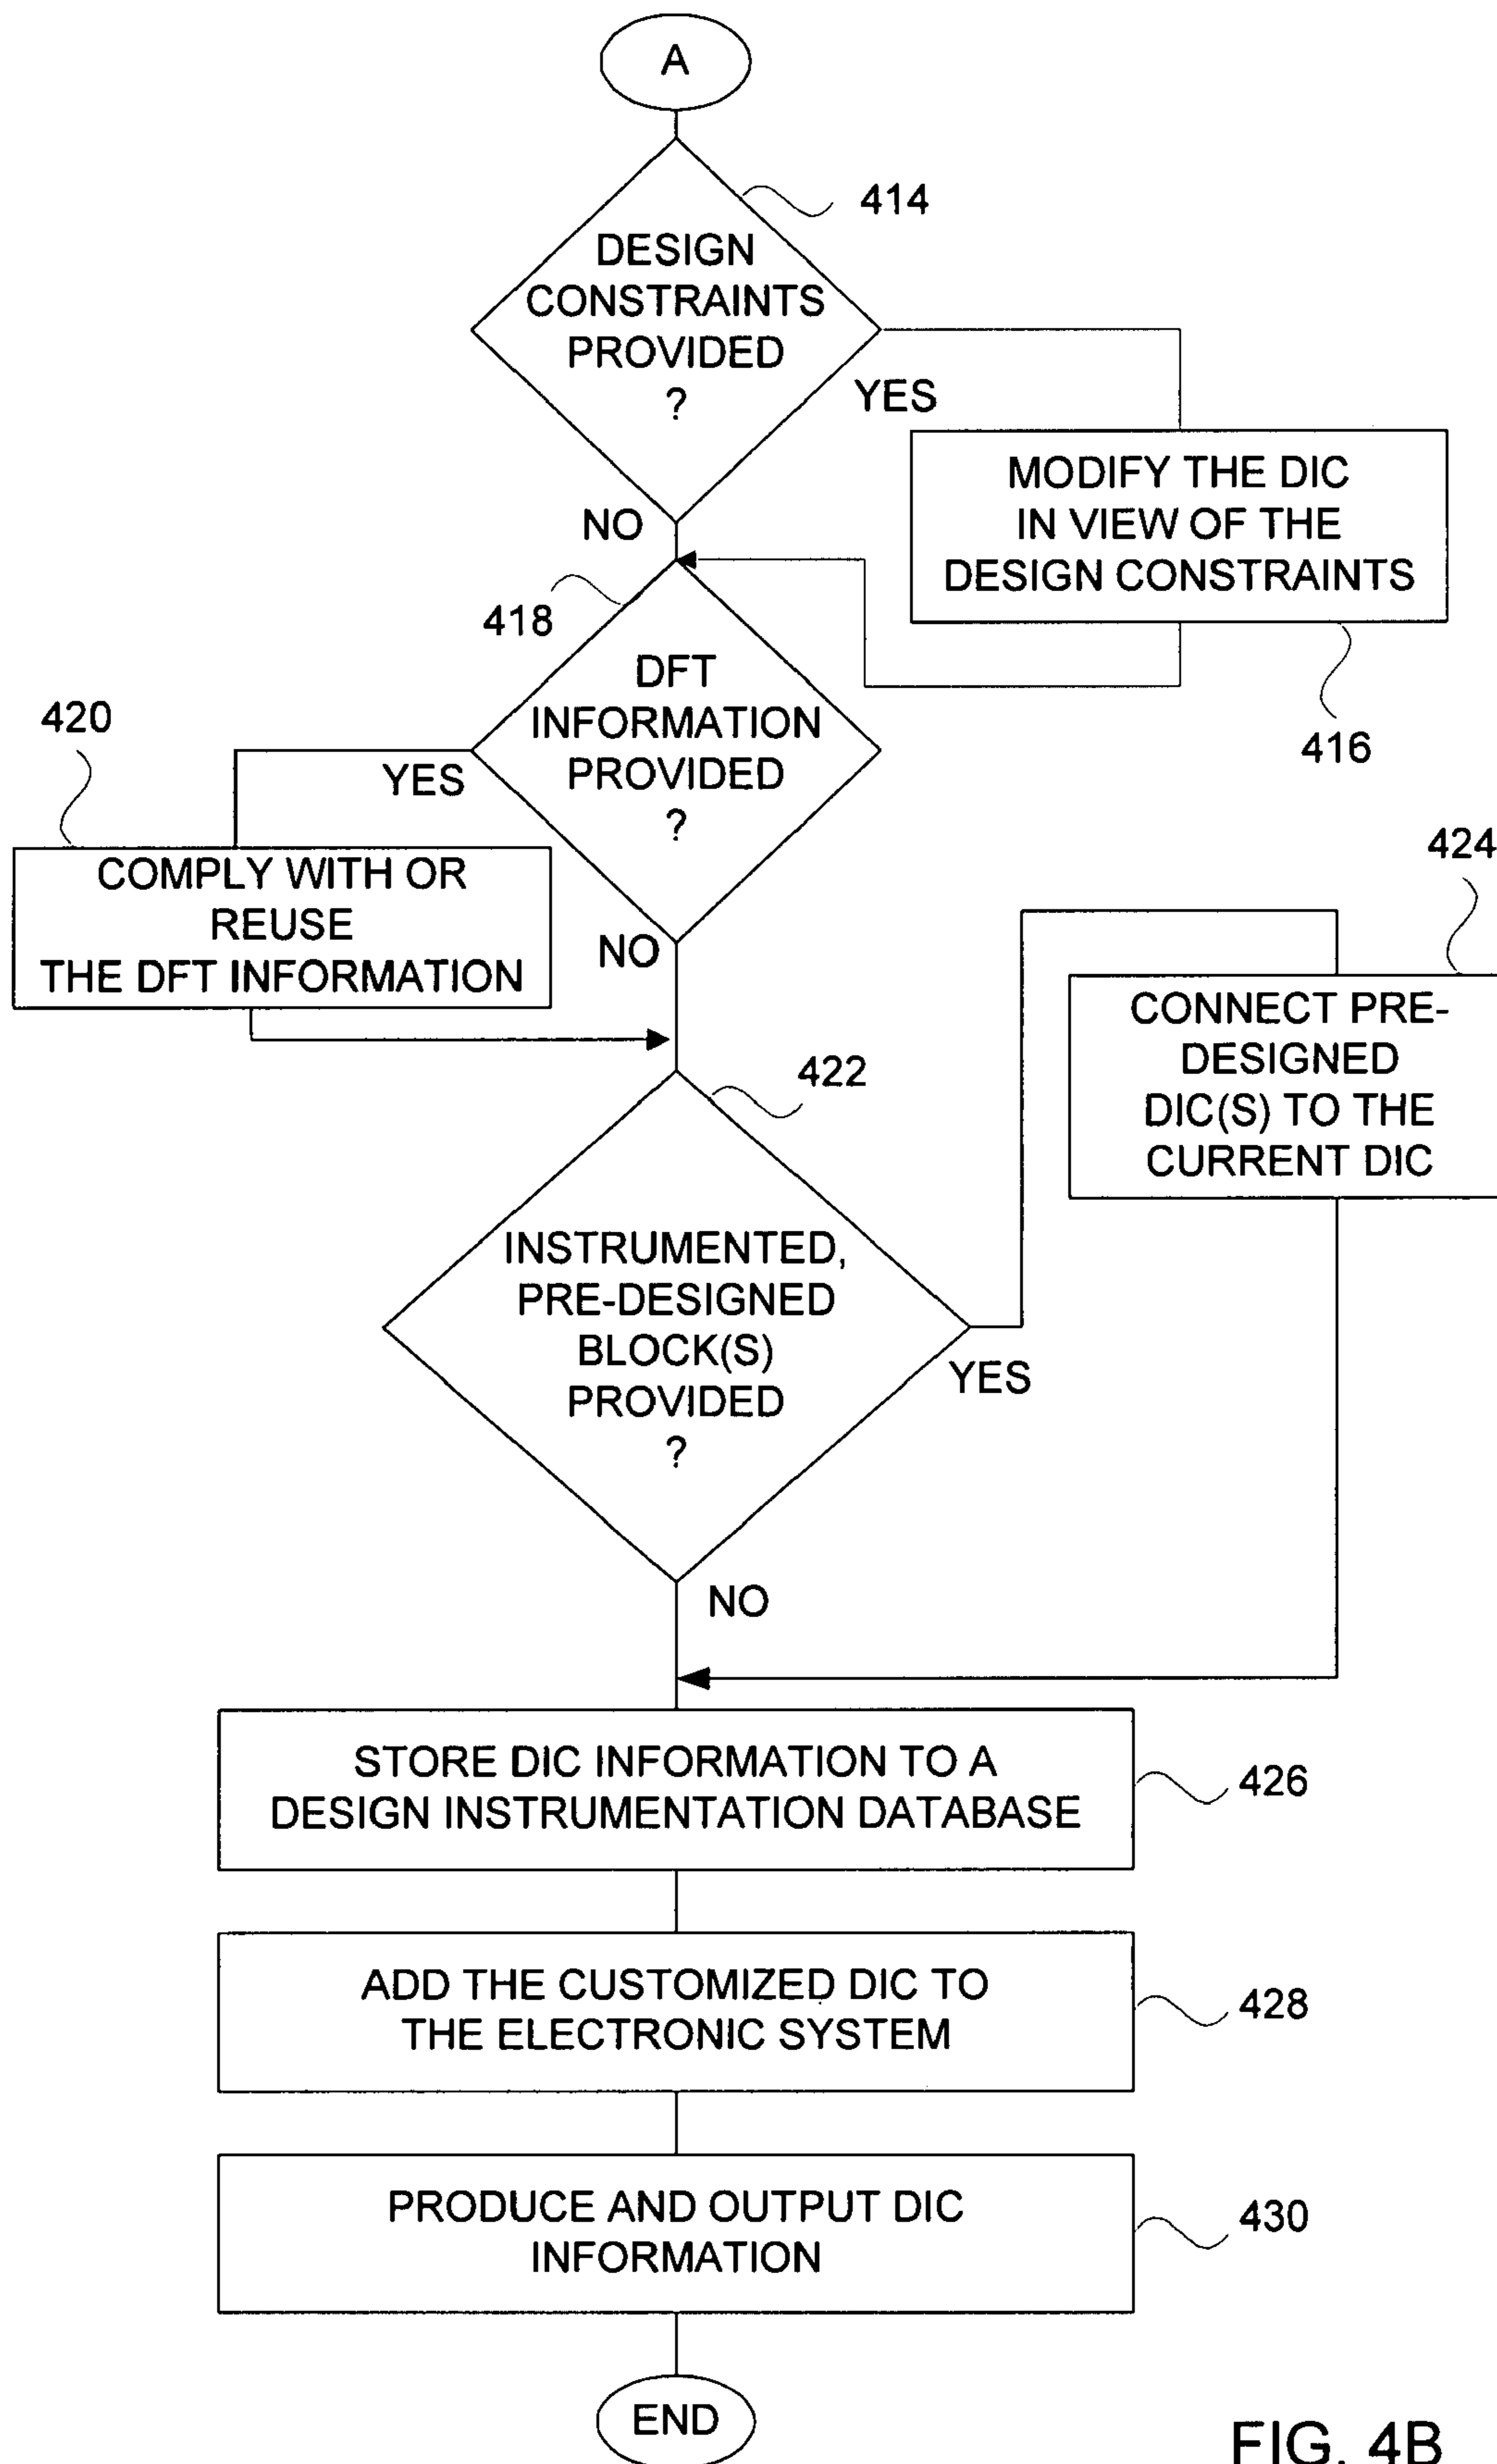 A
414
DESIGN
CONSTRAINTS
PROVIDED
?
YES
NO
MODIFY THE DIC
IN VIEW OF THE
DESIGN CONSTRAINTS
416
418
DFT
INFORMATION
PROVIDED
?
YES
NO
420
COMPLY WITH OR
REUSE
THE DFT INFORMATION
424
CONNECT PRE-
DESIGNED
DIC(S) TO THE
CURRENT DIC
422
INSTRUMENTED,
PRE-DESIGNED
BLOCK(S)
PROVIDED
?
YES
NO
STORE DIC INFORMATION TO A
DESIGN INSTRUMENTATION DATABASE
426
ADD THE CUSTOMIZED DIC TO
THE ELECTRONIC SYSTEM
428
PRODUCE AND OUTPUT DIC
INFORMATION
430
END
FIG. 4B